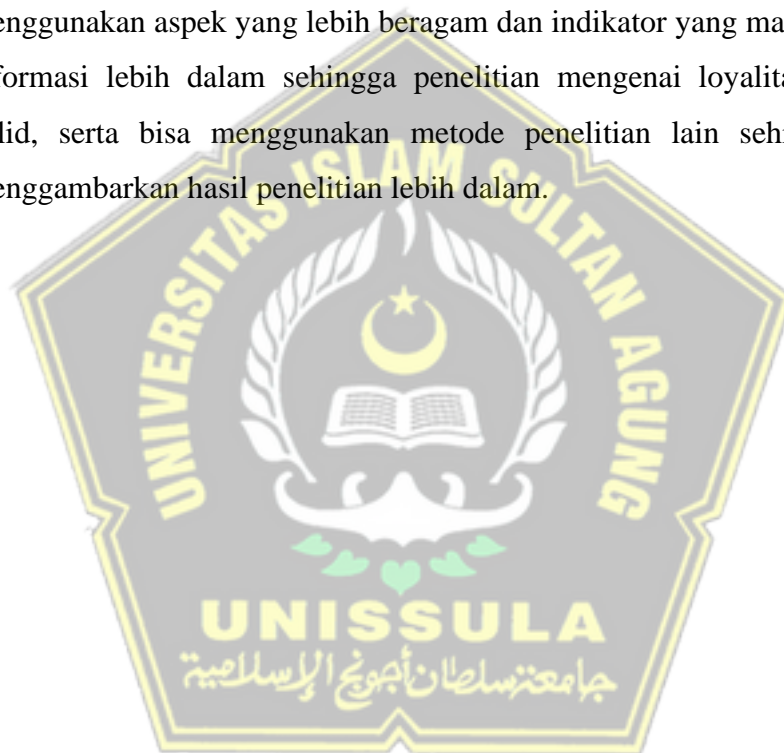 enggunakan aspek yang lebih beragam dan indikator yang ma
formasi lebih dalam sehingga penelitian mengenai loyalita
lid, serta bisa menggunakan metode penelitian lain seh
enggambarkan hasil penelitian lebih dalam.
UNIVERSITAS ISLAM SULTAN AGUNG
UNISSULA
جامعة سلطان أجونج الإسلامية